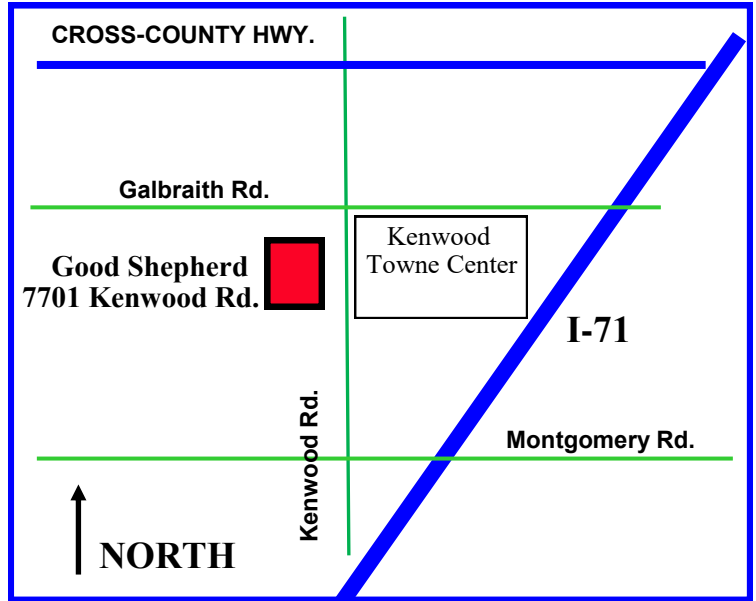 CROSS-COUNTY HWY.
Galbraith Rd.
Kenwood
Towne Center
Good Shepherd
7701 Kenwood Rd.
I-71
Kenwood Rd.
Montgomery Rd.
NORTH